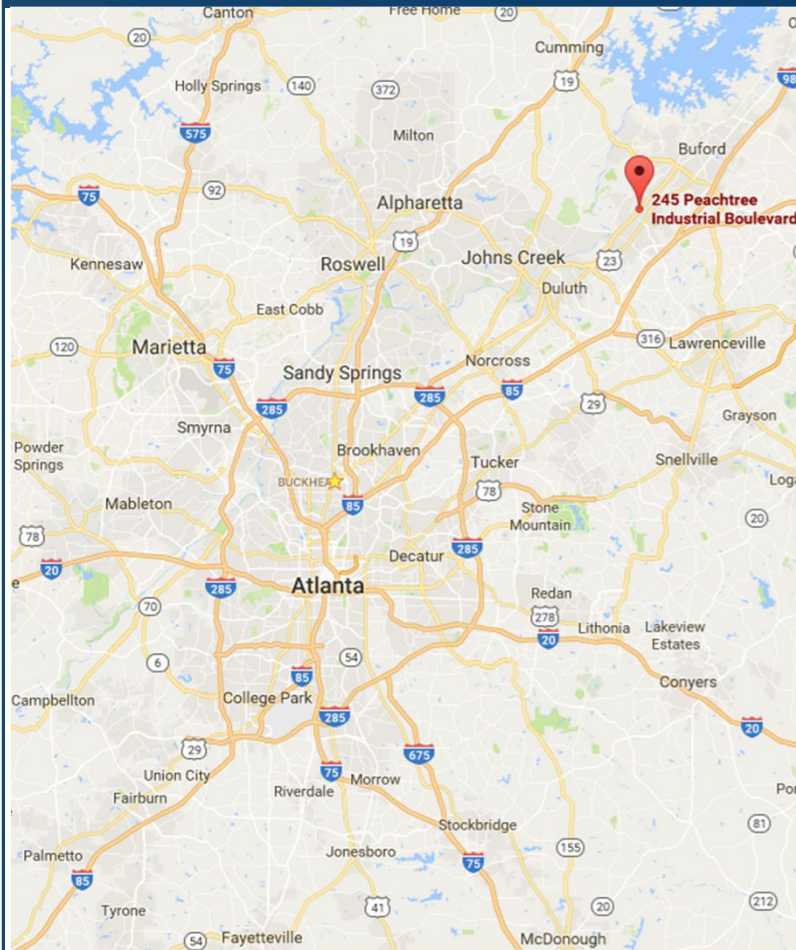 Canton
Free Home
20
20
Cumming
Holly Springs
140
372
19
98
575
Milton
Buford
75
92
Alpharetta
245 Peachtree
Industrial Boulevard
19
Kennesaw
Roswell
Johns Creek
23
Duluth
East Cobb
120
Marietta
316
Lawrenceville
75
Sandy Springs
Norcross
285
285
85
29
Grayson
Smyrna
Powder
Springs
Brookhaven
Tucker
Snellville
BUCKHEA
Loga
78
85
Mableton
Stone
Mountain
20
78
Decatur
285
20
e
285
Atlanta
Redan
70
278
Lithonia
Lakeview
Estates
20
6
54
85
Conyers
Campbellton
College Park
285
20
29
675
Union City
75
Morrow
Riverdale
Por
Fairburn
Stockbridge
81
Palmetto
Jonesboro
155
75
85
Tyrone
41
20
212
54
Fayetteville
McDonough